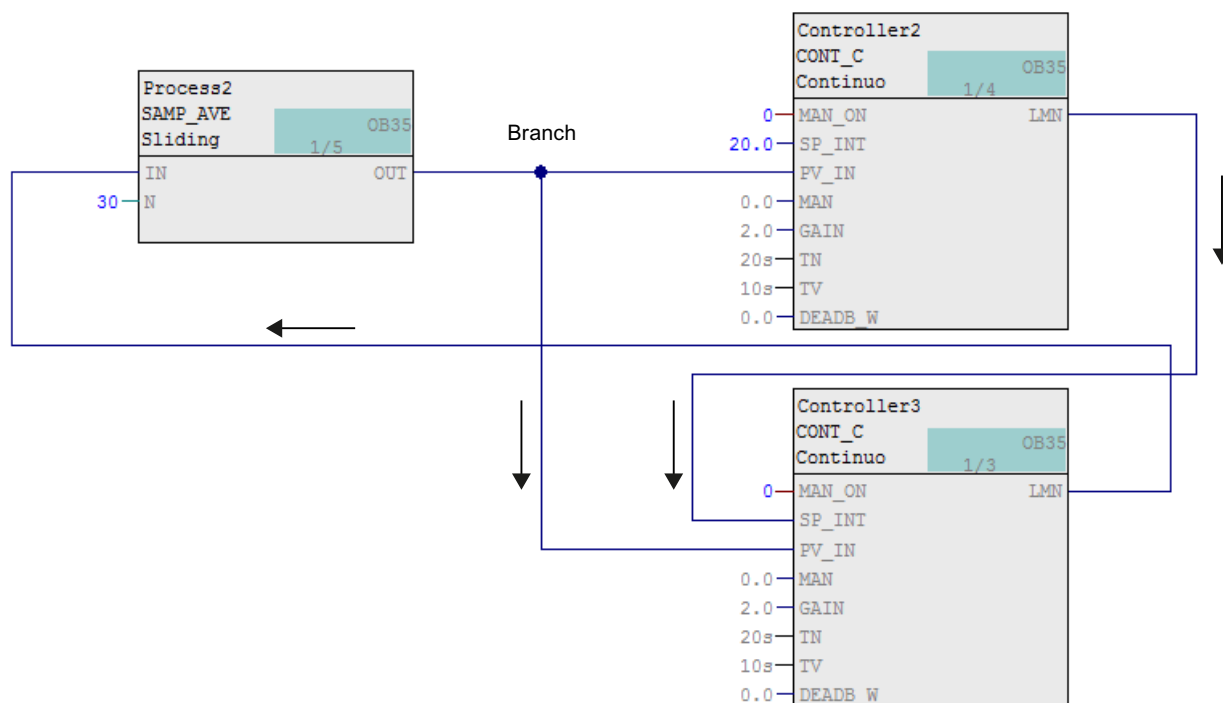 Process2
SAMP_AVE
Sliding
OB35
1/5
IN
OUT
30
N
Branch
Controller2
CONT_C
Continuo
OB35
1/4
0
MAN_ON
LMN
20.0
SP_INT
PV_IN
0.0
MAN
2.0
GAIN
20s
TN
10s
TV
0.0
DEADB_W
Controller3
CONT_C
Continuo
OB35
1/3
0
MAN_ON
LMN
SP_INT
PV_IN
0.0
MAN
2.0
GAIN
20s
TN
10s
TV
0.0
DEADB_W